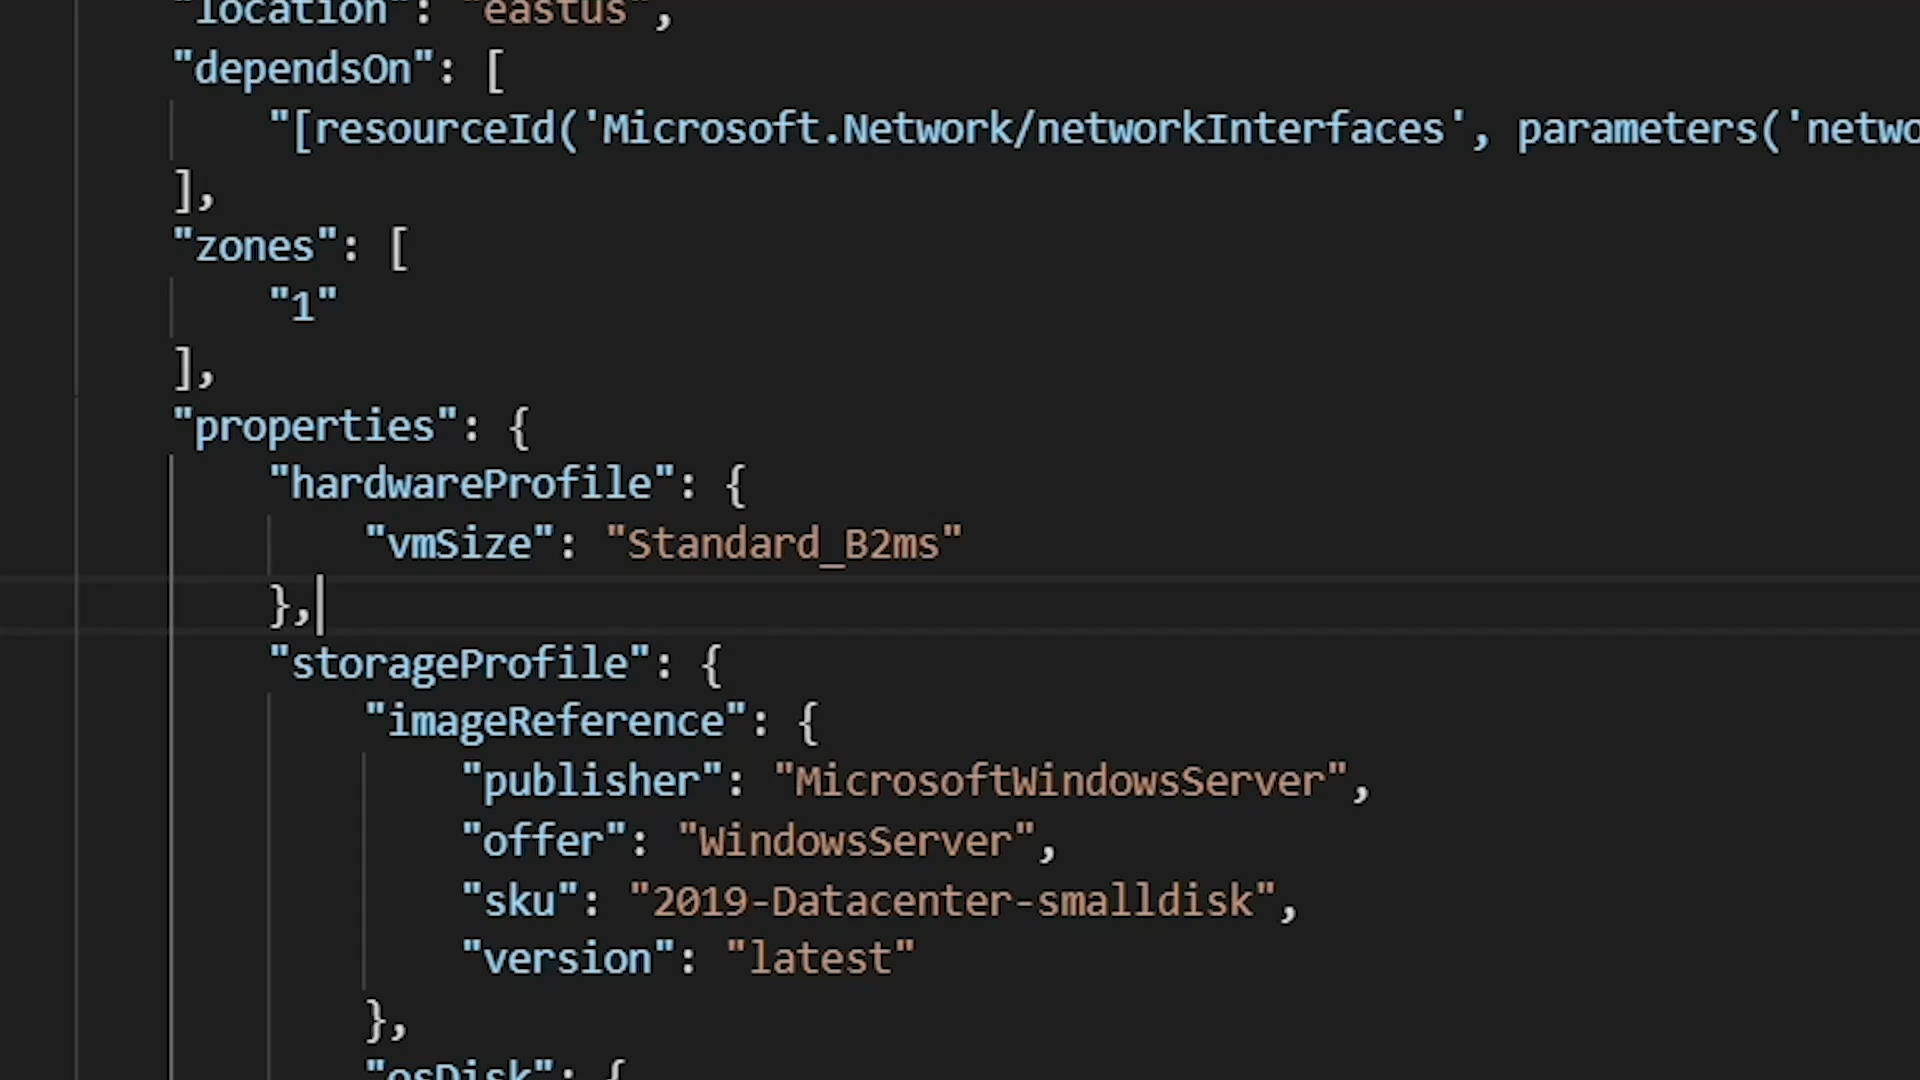 "location": "eastus",
"dependsOn": [
"[resourceId('Microsoft.Network/networkInterfaces', parameters('netwo
],
"zones": [
"1"
],
"properties": {
"hardwareProfile": {
"vmSize": "Standard_B2ms"
},
"storageProfile": {
"imageReference": {
"publisher": "MicrosoftWindowsServer",
"offer": "WindowsServer",
"sku": "2019-Datacenter-smalldisk",
"version": "latest"
},
"osDisk": {